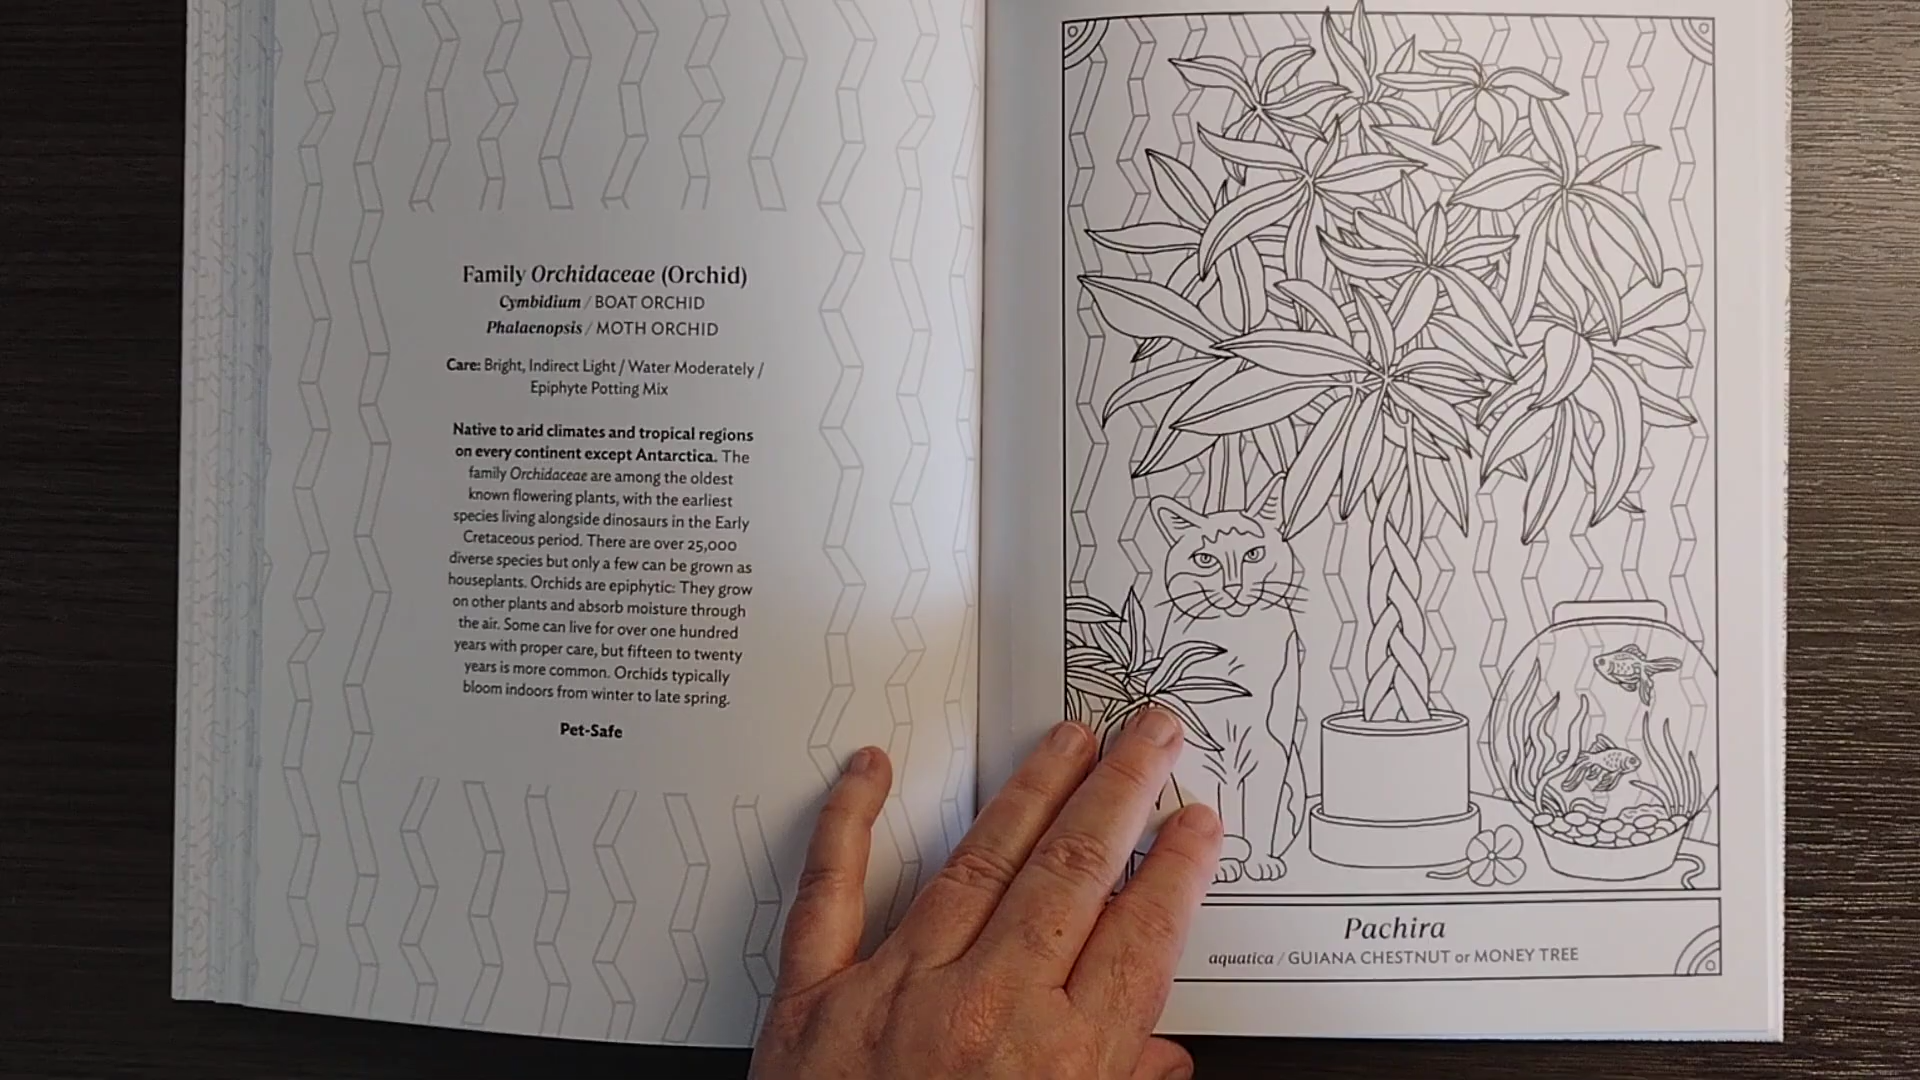 Family Orchidaceae (Orchid)
Cymbidium / BOAT ORCHID
Phalaenopsis / MOTH ORCHID
Care: Bright, Indirect Light / Water Moderately /
Epiphyte Potting Mix
Native to arid climates and tropical regions
on every continent except Antarctica. The
family Orchidaceae are among the oldest
known flowering plants, with the earliest
species living alongside dinosaurs in the Early
Cretaceous period. There are over 25,000
diverse species but only a few can be grown as
houseplants. Orchids are epiphytic: They grow
on other plants and absorb moisture through
the air. Some can live for over one hundred
years with proper care, but fifteen to twenty
years is more common. Orchids typically
bloom indoors from winter to late spring.
Pet-Safe
Pachira
aquatica / GUIANA CHESTNUT or MONEY TREE